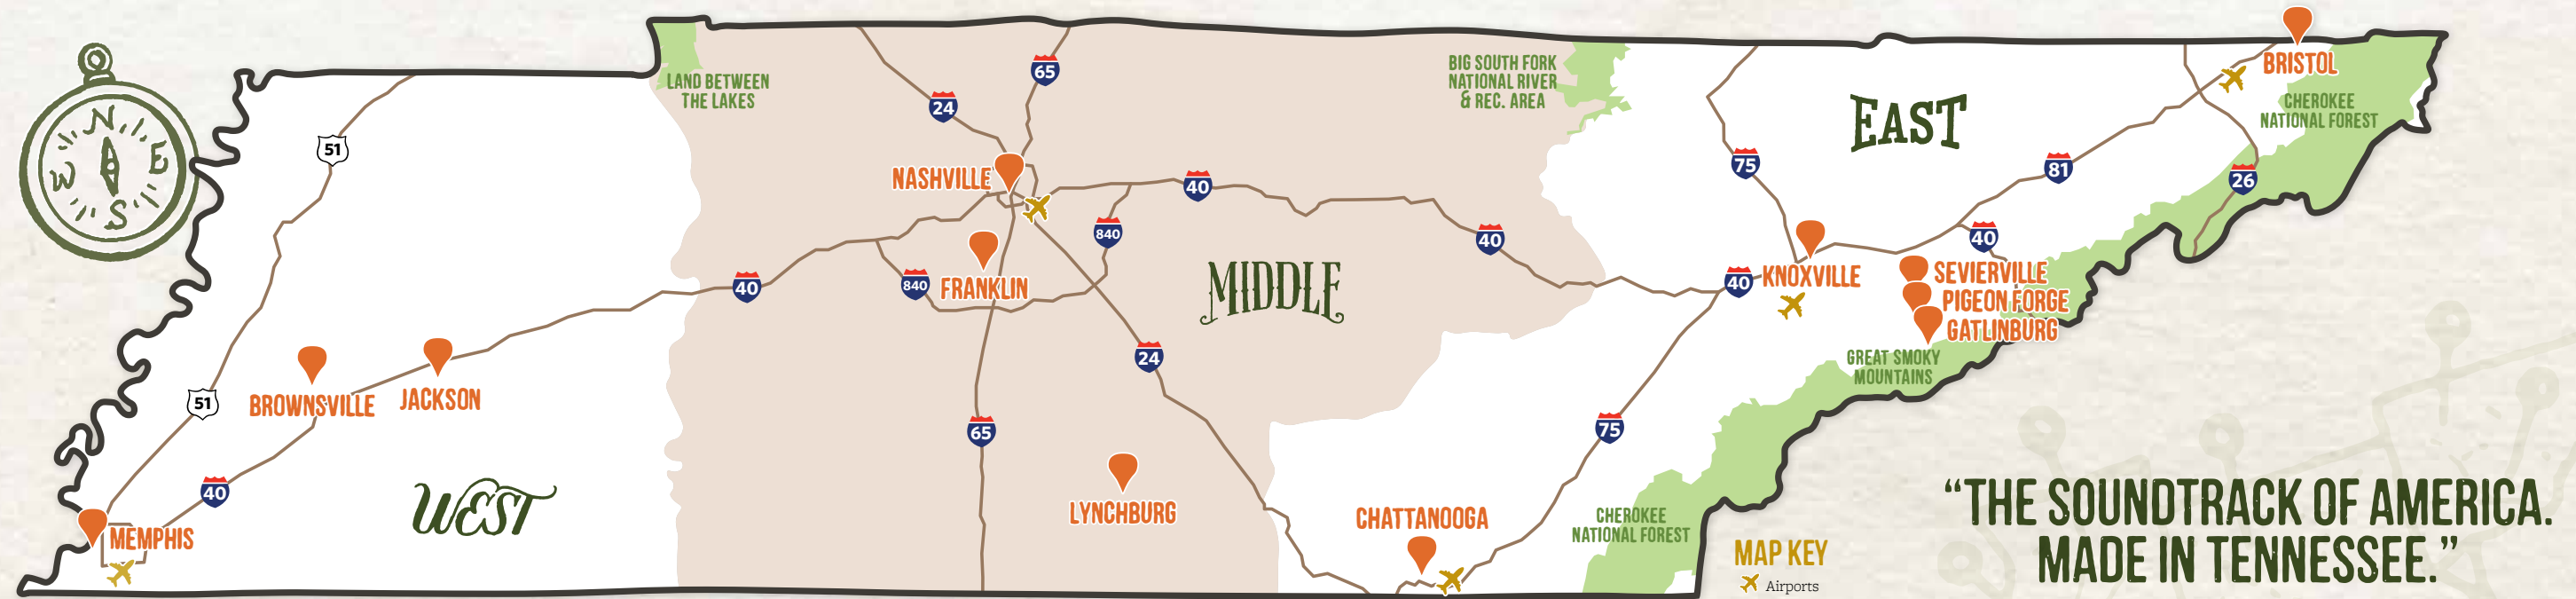 N
W
E
S
51
51
LAND BETWEEN
THE LAKES
24
65
BIG SOUTH FORK
NATIONAL RIVER
& REC. AREA
EAST
BRISTOL
CHEROKEE
NATIONAL FOREST
NASHVILLE
40
75
81
26
840
40
40
FRANKLIN
840
40
MIDDLE
40
KNOXVILLE
SEVIERVILLE
PIGEON FORGE
GATLINBURG
GREAT SMOKY
MOUNTAINS
24
BROWNSVILLE
JACKSON
65
75
40
WEST
MEMPHIS
LYNCHBURG
CHATTANOOGA
CHEROKEE
NATIONAL FOREST
MAP KEY
Airports
“THE SOUNDTRACK OF AMERICA.
MADE IN TENNESSEE.”